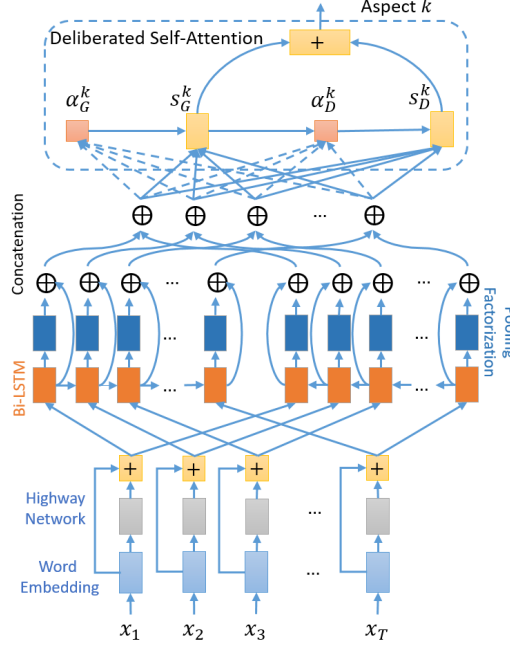 Aspect k
Deliberated Self-Attention
+
α_G^k s_G^k α_D^k s_D^k
Concatenation
...
... ...
Factorization
... ...
Bi-LSTM
... ...
+ + + +
Highway
Network
...
Word
Embedding
...
x_1 x_2 x_3 x_T